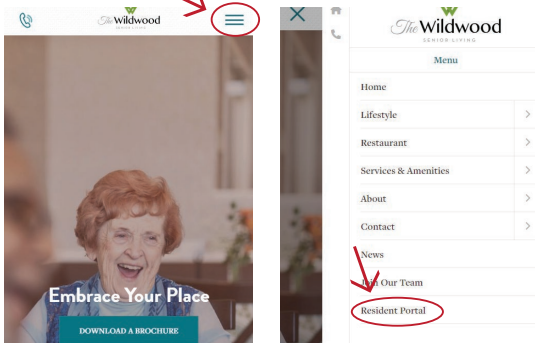 The Wildwood
SENIOR LIVING
Embrace Your Place
DOWNLOAD A BROCHURE
The Wildwood
SENIOR LIVING
Menu
Home
Lifestyle
Restaurant
Services & Amenities
About
Contact
News
Join Our Team
Resident Portal